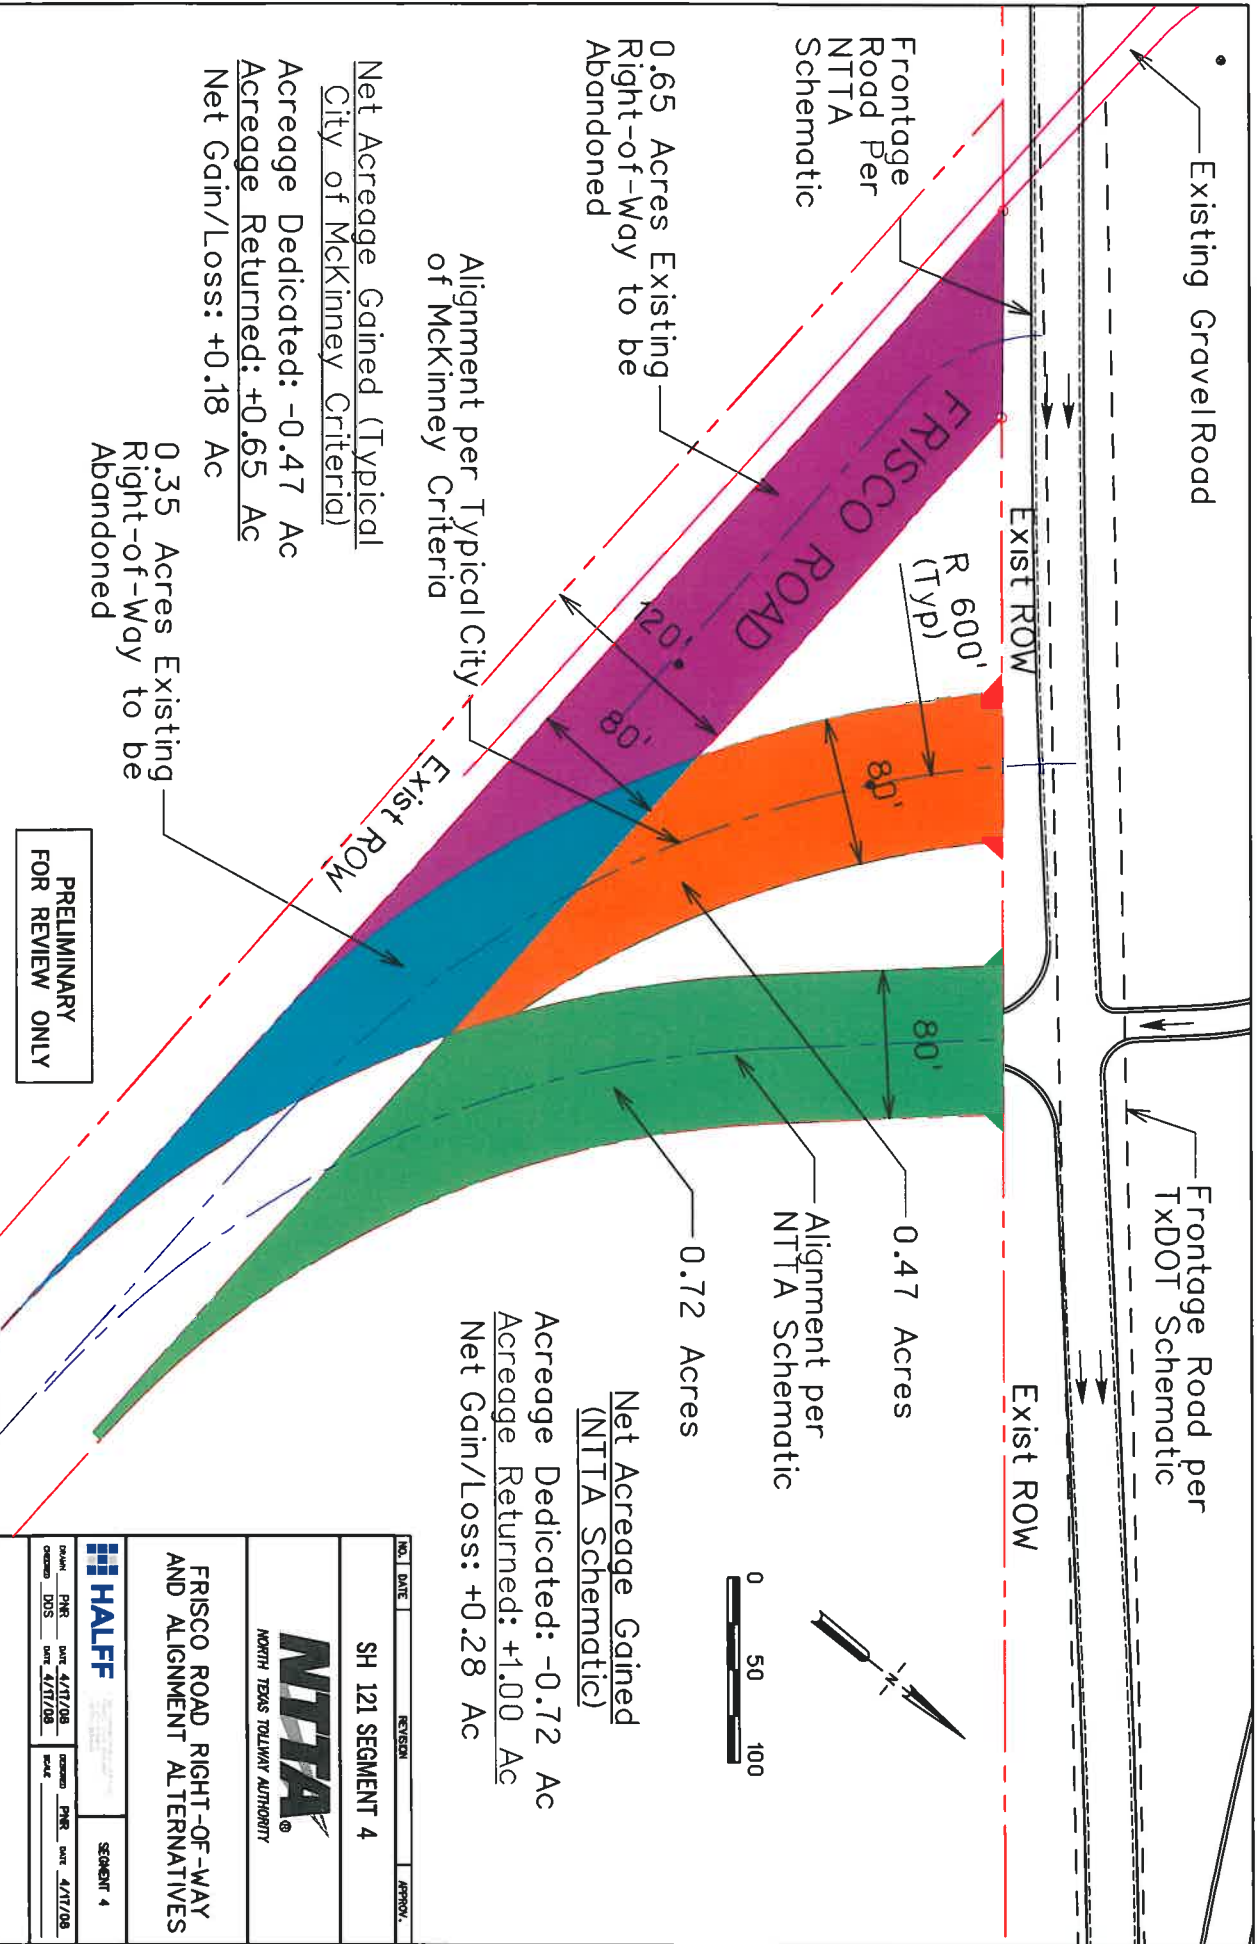 Existing Gravel Road
Frontage
Road Per
NTTA
Schematic
0.65 Acres Existing
Right-of-Way to be
Abandoned
Net Acreage Gained (Typical
City of McKinney Criteria)
Acreage Dedicated: -0.47 Ac
Acreage Returned: +0.65 Ac
Net Gain/Loss: +0.18 Ac
Alignment per Typical City
of McKinney Criteria
0.35 Acres Existing
Right-of-Way to be
Abandoned
FRISCO ROAD
120'
80'
Exist ROW
Exist ROW
R 600'
(Typ)
80'
80'
Exist ROW
Frontage Road per
TxDOT Schematic
0.47 Acres
Alignment per
NTTA Schematic
0.72 Acres
Net Acreage Gained
(NTTA Schematic)
Acreage Dedicated: -0.72 Ac
Acreage Returned: +1.00 Ac
Net Gain/Loss: +0.28 Ac
0 50 100
N
PRELIMINARY
FOR REVIEW ONLY
NO. DATE REVISION APPROV.
SH 121 SEGMENT 4
NTTA®
NORTH TEXAS TOLLWAY AUTHORITY
FRISCO ROAD RIGHT-OF-WAY
AND ALIGNMENT ALTERNATIVES
HALFF
SEGMENT 4
DRAWN PNR DATE 4/17/08 DESIGNED PNR DATE 4/17/08
CHECKED DDS DATE 4/17/08 SCALE